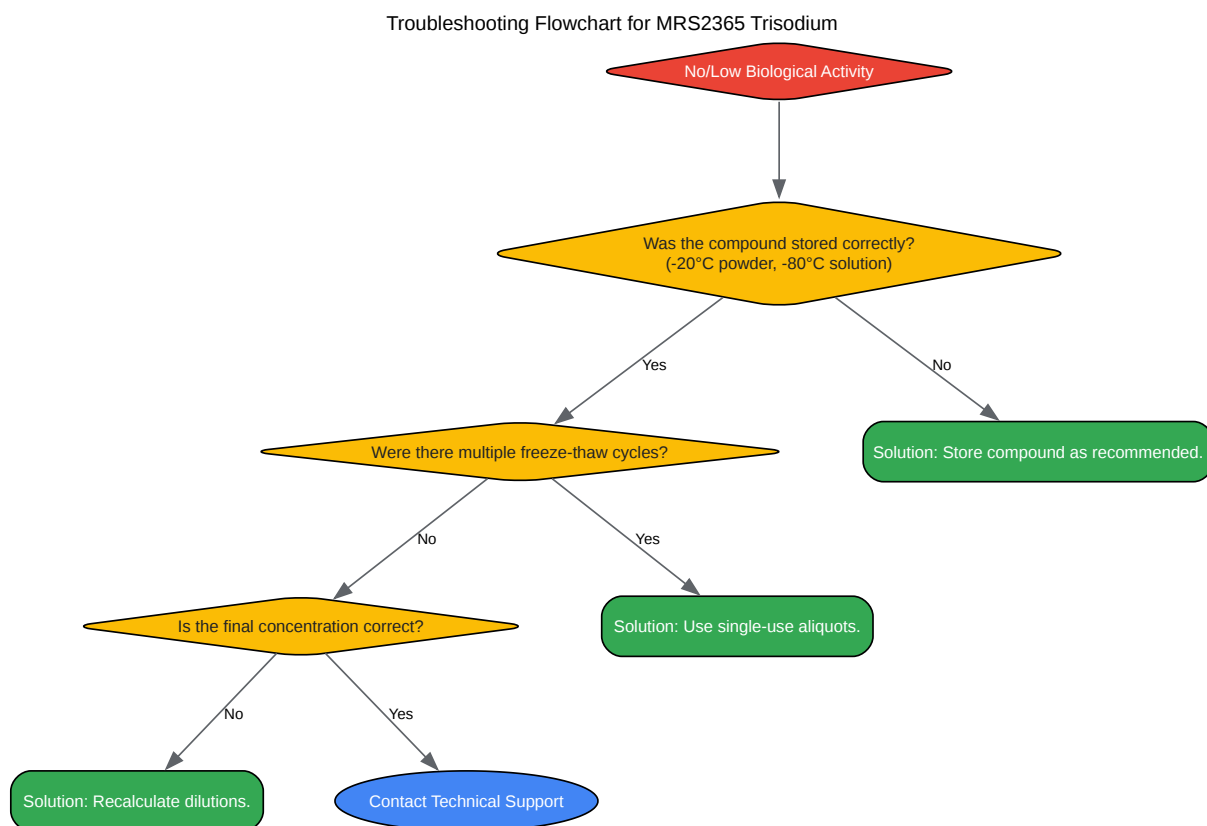 Troubleshooting Flowchart for MRS2365 Trisodium
No/Low Biological Activity
Was the compound stored correctly?
(-20°C powder, -80°C solution)
Yes
No
Were there multiple freeze-thaw cycles?
Solution: Store compound as recommended.
No
Yes
Is the final concentration correct?
Solution: Use single-use aliquots.
No
Yes
Solution: Recalculate dilutions.
Contact Technical Support